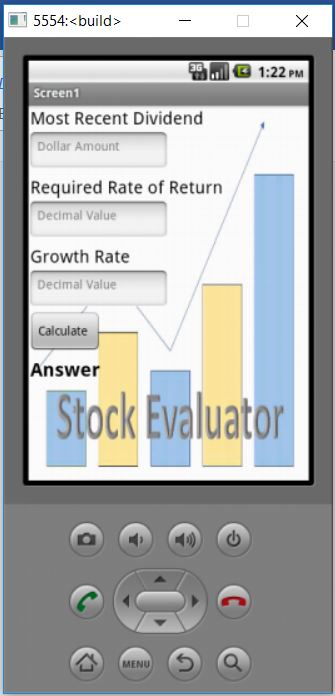 5554:<build>
3G
1:22 PM
Screen1
Most Recent Dividend
Dollar Amount
Required Rate of Return
Decimal Value
Growth Rate
Decimal Value
Calculate
Answer
Stock Evaluator
MENU